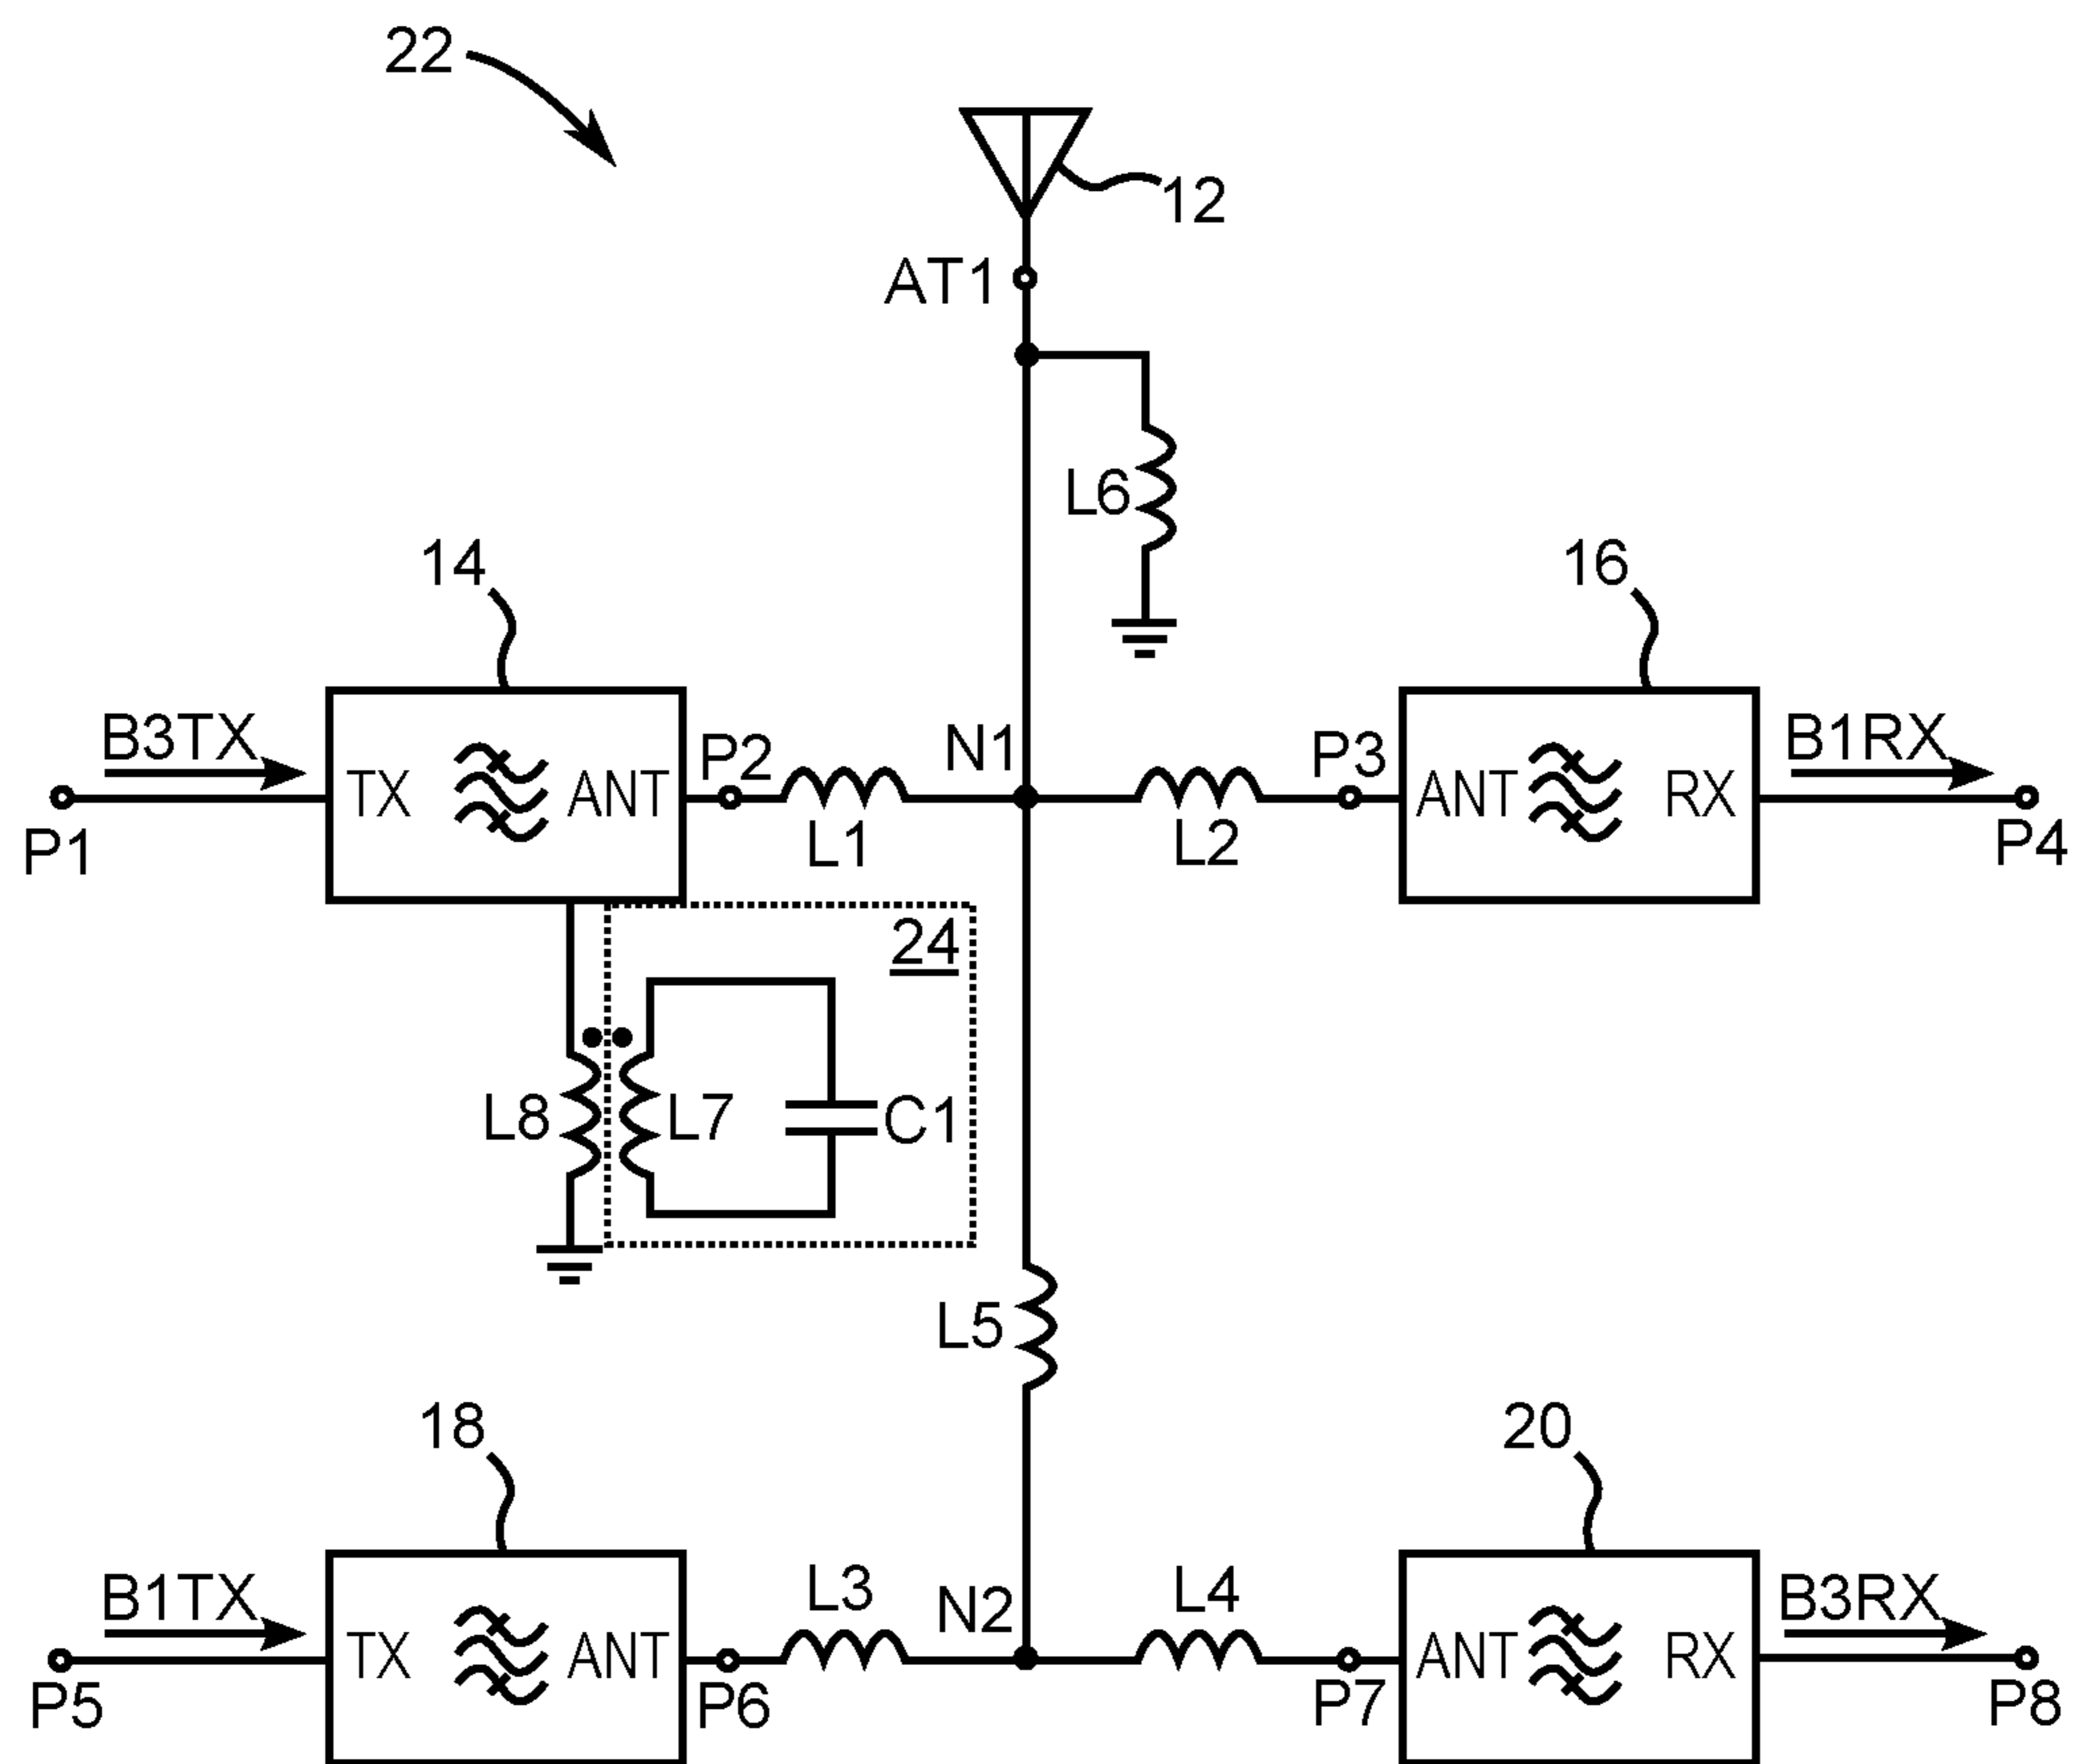 22
12
AT1
L6
14
16
B3TX
TX
ANT
P2
N1
P3
ANT
RX
B1RX
P1
L1
L2
P4
24
L8
L7
C1
L5
18
20
B1TX
TX
ANT
L3
N2
L4
ANT
RX
B3RX
P5
P6
P7
P8